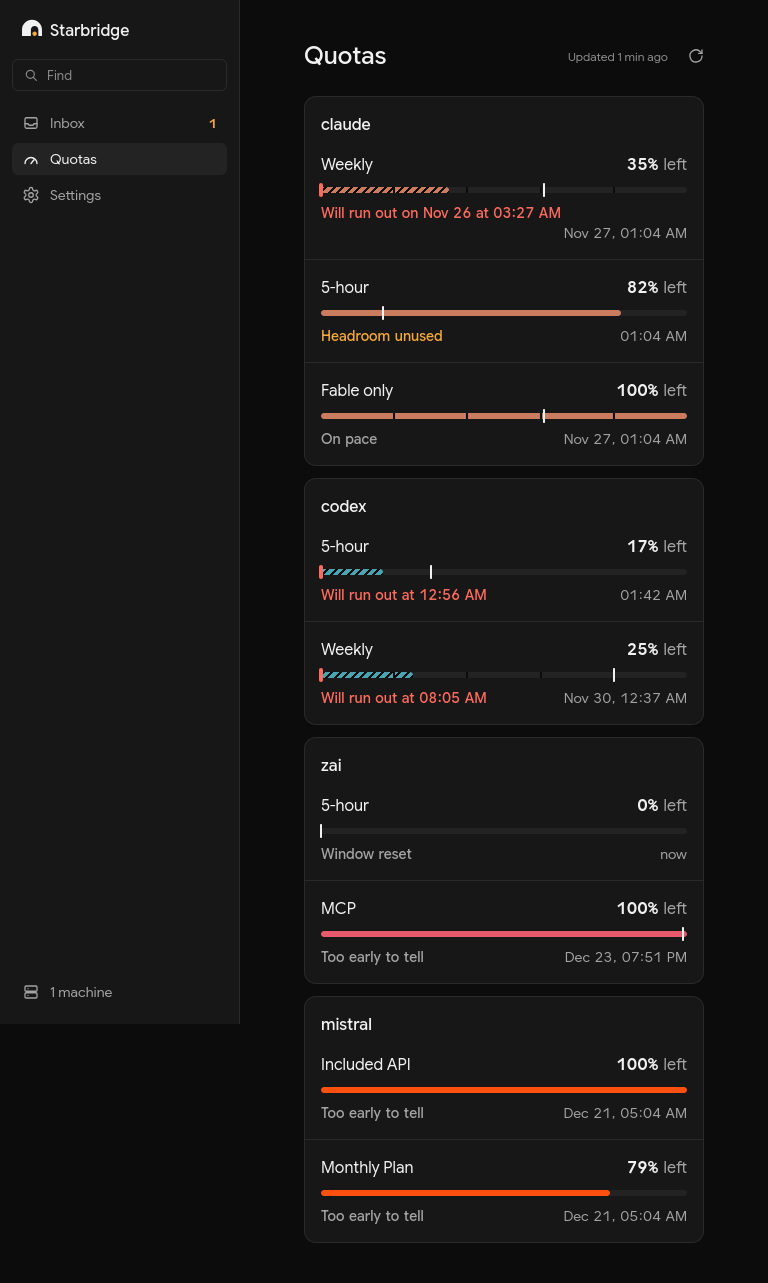 Starbridge
Find
Inbox 1
Quotas
Settings
1 machine
Quotas
Updated 1 min ago
claude
Weekly 35% left
Will run out on Nov 26 at 03:27 AM
Nov 27, 01:04 AM
5-hour 82% left
Headroom unused 01:04 AM
Fable only 100% left
On pace Nov 27, 01:04 AM
codex
5-hour 17% left
Will run out at 12:56 AM 01:42 AM
Weekly 25% left
Will run out at 08:05 AM Nov 30, 12:37 AM
zai
5-hour 0% left
Window reset now
MCP 100% left
Too early to tell Dec 23, 07:51 PM
mistral
Included API 100% left
Too early to tell Dec 21, 05:04 AM
Monthly Plan 79% left
Too early to tell Dec 21, 05:04 AM